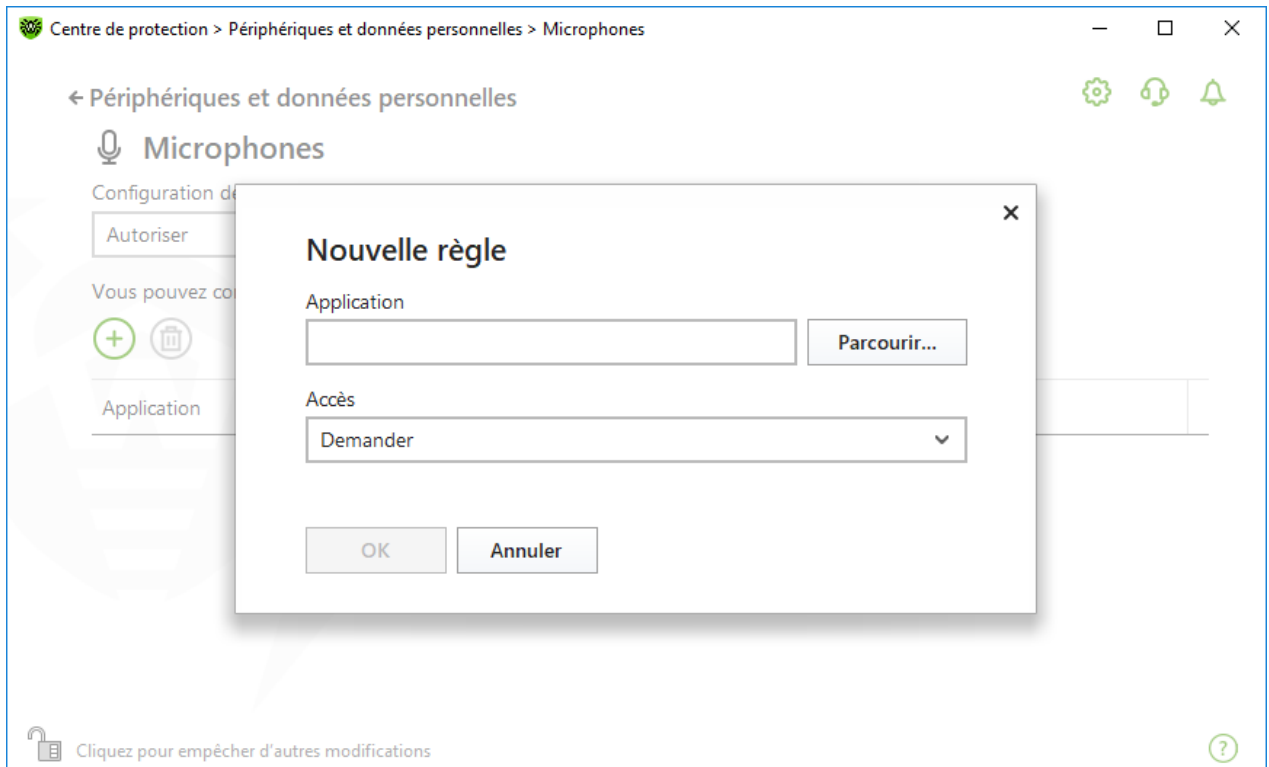 Centre de protection > Périphériques et données personnelles > Microphones
Périphériques et données personnelles
Microphones
Configuration de
Autoriser
Vous pouvez co
Application
Nouvelle règle
Application
Parcourir...
Accès
Demander
OK
Annuler
Cliquez pour empêcher d'autres modifications
?